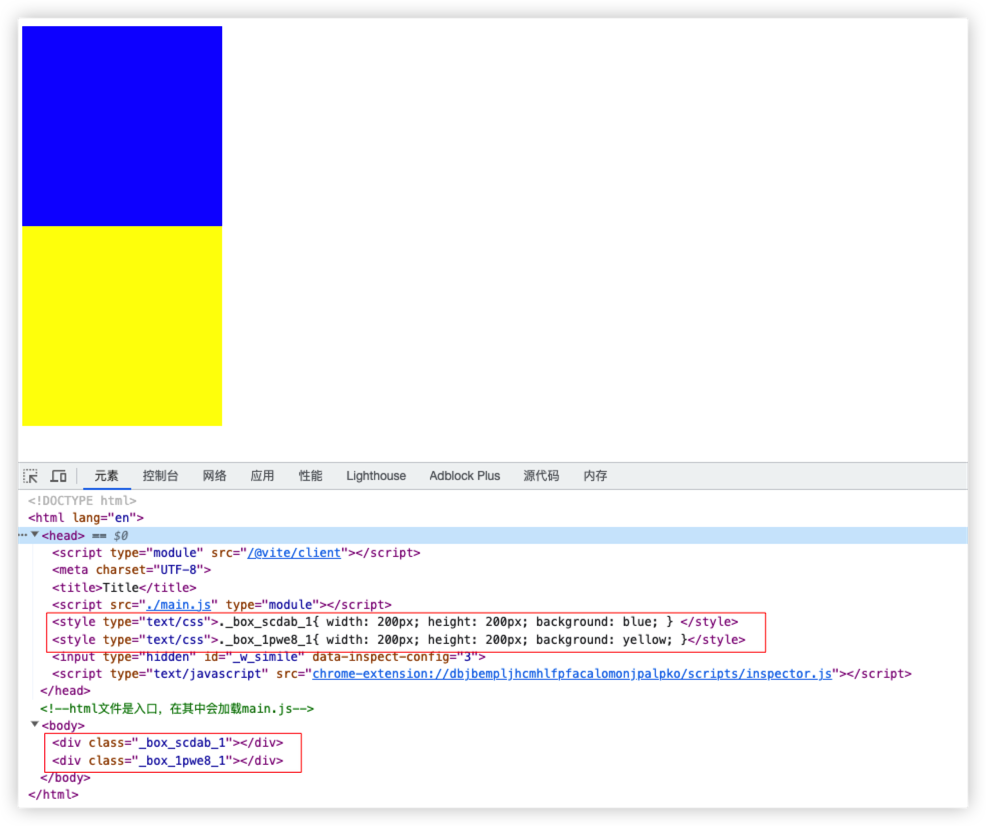 元素 控制台 网络 应用 性能 Lighthouse Adblock Plus 源代码 内存
<!DOCTYPE html>
<html lang="en">
··· ▼<head> == $0
<script type="module" src="/@vite/client"></script>
<meta charset="UTF-8">
<title>Title</title>
<script src="./main.js" type="module"></script>
<style type="text/css">._box_scdab_1{ width: 200px; height: 200px; background: blue; } </style>
<style type="text/css">._box_1pwe8_1{ width: 200px; height: 200px; background: yellow; }</style>
<input type="hidden" id="_w_simile" data-inspect-config="3">
<script type="text/javascript" src="chrome-extension://dbjbempljhcmhlfpfacalomonjpalpko/scripts/inspector.js"></script>
</head>
<!--html文件是入口，在其中会加载main.js-->
▼<body>
<div class="_box_scdab_1"></div>
<div class="_box_1pwe8_1"></div>
</body>
</html>